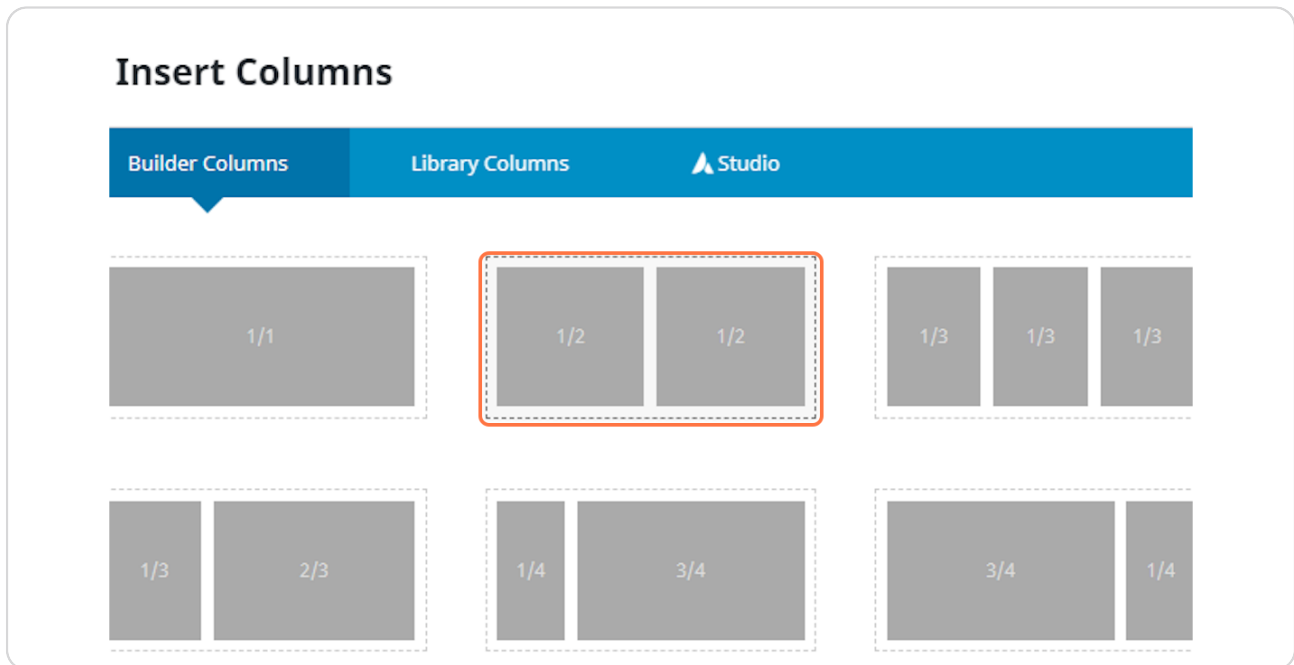 Insert Columns
Builder Columns Library Columns Studio
1/1 1/2 1/2 1/3 1/3 1/3
1/3 2/3 1/4 3/4 3/4 1/4